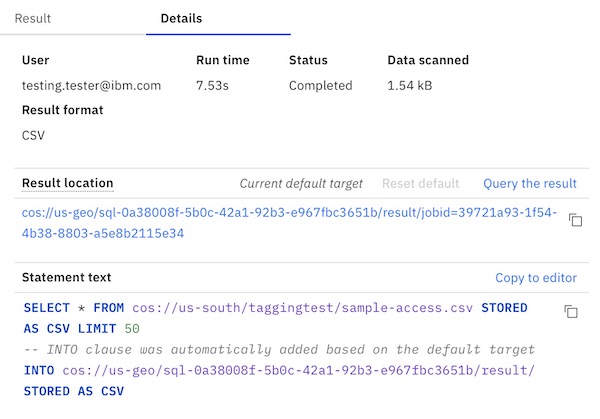 Result Details
User Run time Status Data scanned
testing.tester@ibm.com 7.53s Completed 1.54 kB
Result format
CSV
Result location Current default target Reset default Query the result
cos://us-geo/sql-0a38008f-5b0c-42a1-92b3-e967fbc3651b/result/jobid=39721a93-1f54-
4b38-8803-a5e8b2115e34
Statement text Copy to editor
SELECT * FROM cos://us-south/taggingtest/sample-access.csv STORED
AS CSV LIMIT 50
-- INTO clause was automatically added based on the default target
INTO cos://us-geo/sql-0a38008f-5b0c-42a1-92b3-e967fbc3651b/result/
STORED AS CSV